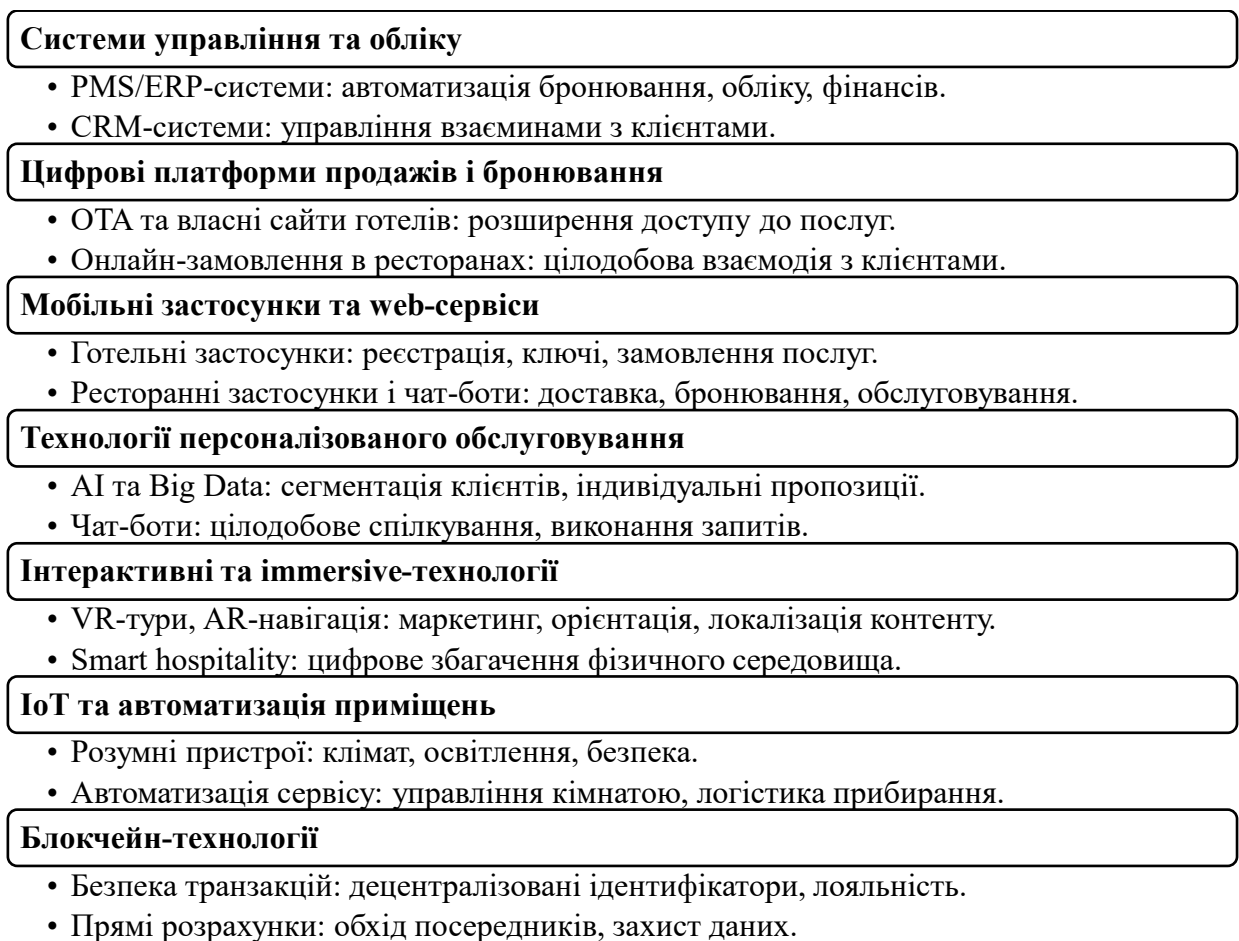 Системи управління та обліку
• PMS/ERP-системи: автоматизація бронювання, обліку, фінансів.
• CRM-системи: управління взаєминами з клієнтами.
Цифрові платформи продажів і бронювання
• OTA та власні сайти готелів: розширення доступу до послуг.
• Онлайн-замовлення в ресторанах: цілодобова взаємодія з клієнтами.
Мобільні застосунки та web-сервіси
• Готельні застосунки: реєстрація, ключі, замовлення послуг.
• Ресторанні застосунки і чат-боти: доставка, бронювання, обслуговування.
Технології персоналізованого обслуговування
• AI та Big Data: сегментація клієнтів, індивідуальні пропозиції.
• Чат-боти: цілодобове спілкування, виконання запитів.
Інтерактивні та immersive-технології
• VR-тури, AR-навігація: маркетинг, орієнтація, локалізація контенту.
• Smart hospitality: цифрове збагачення фізичного середовища.
IoT та автоматизація приміщень
• Розумні пристрої: клімат, освітлення, безпека.
• Автоматизація сервісу: управління кімнатою, логістика прибирання.
Блокчейн-технології
• Безпека транзакцій: децентралізовані ідентифікатори, лояльність.
• Прямі розрахунки: обхід посередників, захист даних.